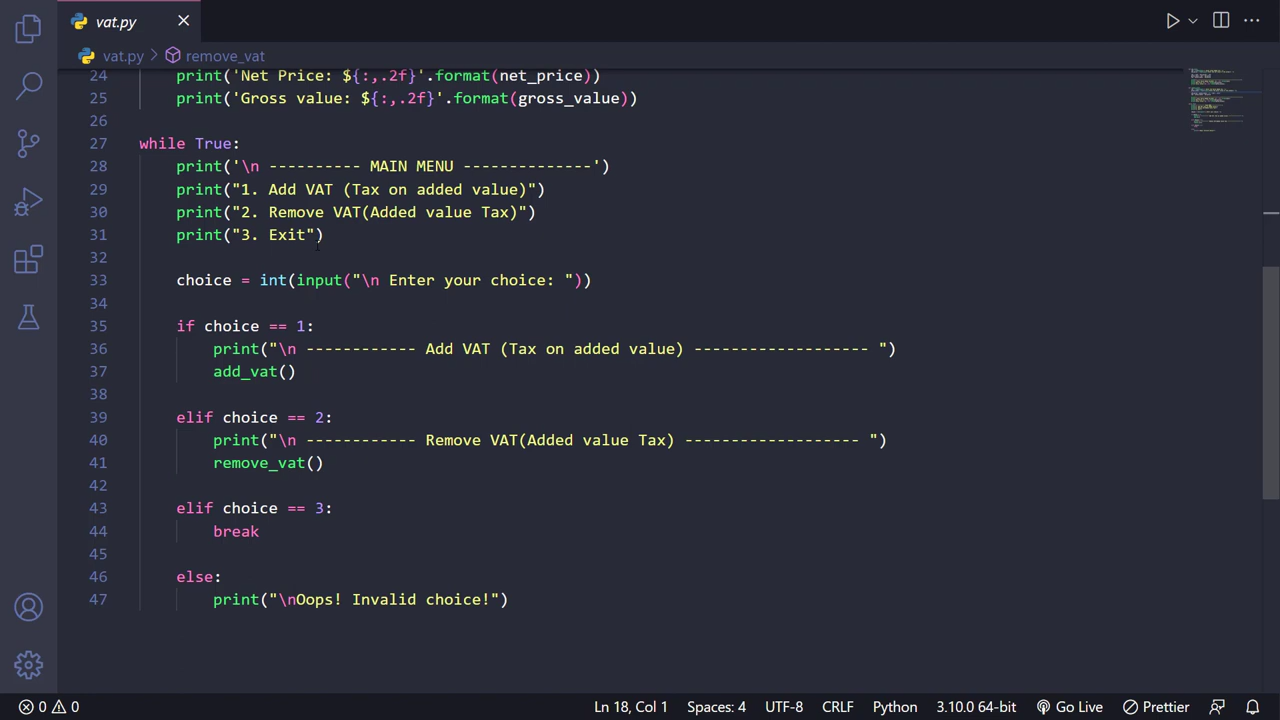 vat.py
vat.py > remove_vat
24 print('Net Price: ${:,.2f}'.format(net_price))
25 print('Gross value: ${:,.2f}'.format(gross_value))
26
27 while True:
28 print('\n ---------- MAIN MENU --------------')
29 print("1. Add VAT (Tax on added value)")
30 print("2. Remove VAT(Added value Tax)")
31 print("3. Exit")
32
33 choice = int(input("\n Enter your choice: "))
34
35 if choice == 1:
36 print("\n ------------ Add VAT (Tax on added value) ------------------- ")
37 add_vat()
38
39 elif choice == 2:
40 print("\n ------------ Remove VAT(Added value Tax) ------------------- ")
41 remove_vat()
42
43 elif choice == 3:
44 break
45
46 else:
47 print("\nOops! Invalid choice!")
0 0 Ln 18, Col 1 Spaces: 4 UTF-8 CRLF Python 3.10.0 64-bit Go Live Prettier